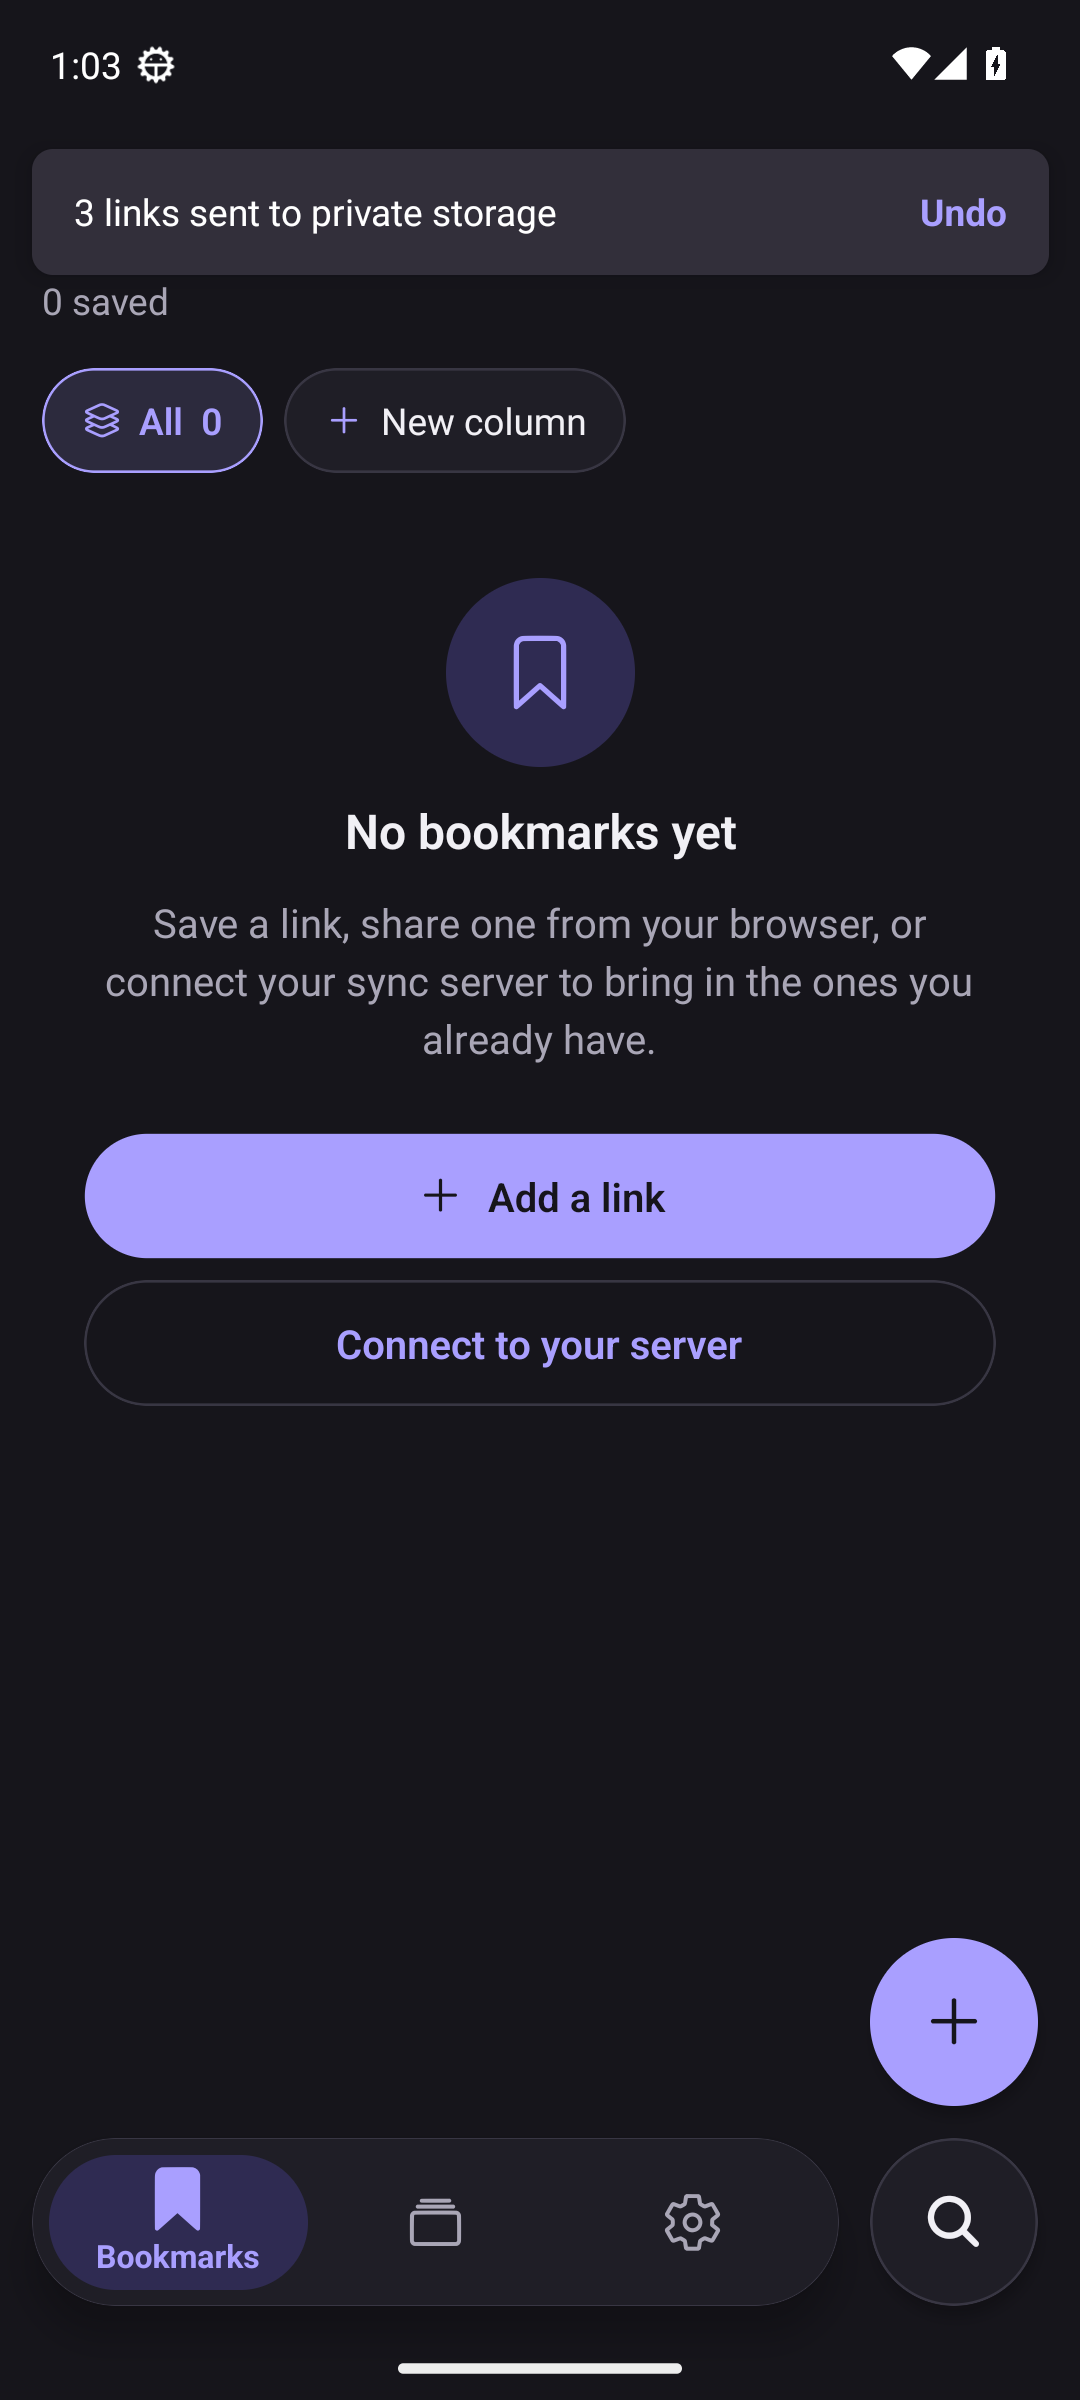 1:03
3 links sent to private storage
Undo
0 saved
All 0
New column
No bookmarks yet
Save a link, share one from your browser, or
connect your sync server to bring in the ones you
already have.
Add a link
Connect to your server
Bookmarks